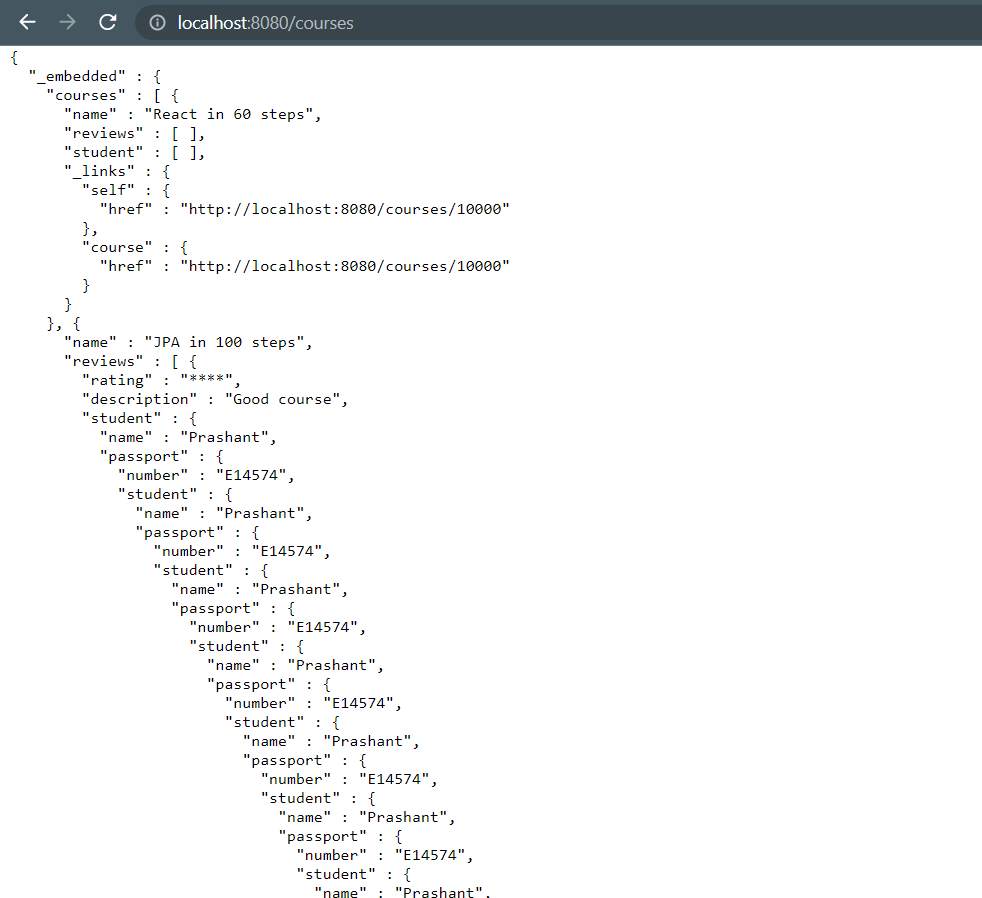 localhost:8080/courses
{
  "_embedded" : {
    "courses" : [ {
      "name" : "React in 60 steps",
      "reviews" : [ ],
      "student" : [ ],
      "_links" : {
        "self" : {
          "href" : "http://localhost:8080/courses/10000"
        },
        "course" : {
          "href" : "http://localhost:8080/courses/10000"
        }
      }
    }, {
      "name" : "JPA in 100 steps",
      "reviews" : [ {
        "rating" : "****",
        "description" : "Good course",
        "student" : {
          "name" : "Prashant",
          "passport" : {
            "number" : "E14574",
            "student" : {
              "name" : "Prashant",
              "passport" : {
                "number" : "E14574",
                "student" : {
                  "name" : "Prashant",
                  "passport" : {
                    "number" : "E14574",
                    "student" : {
                      "name" : "Prashant",
                      "passport" : {
                        "number" : "E14574",
                        "student" : {
                          "name" : "Prashant",
                          "passport" : {
                            "number" : "E14574",
                            "student" : {
                              "name" : "Prashant",
                              "passport" : {
                                "number" : "E14574",
                                "student" : {
                                  "name" : "Prashant",